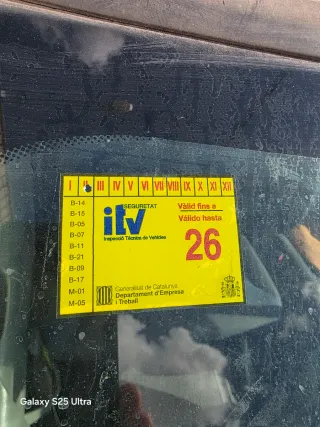 I II III IV V VI VII VIII IX X XI XII
SEGURETAT
itv
Inspecció Tècnica de Vehicles
Vàlid fins a
Válido hasta
26
B-14
B-15
B-05
B-07
B-11
B-21
B-09
B-17
M-01
M-05
Generalitat de Catalunya
Departament d'Empresa
i Treball
Galaxy S25 Ultra